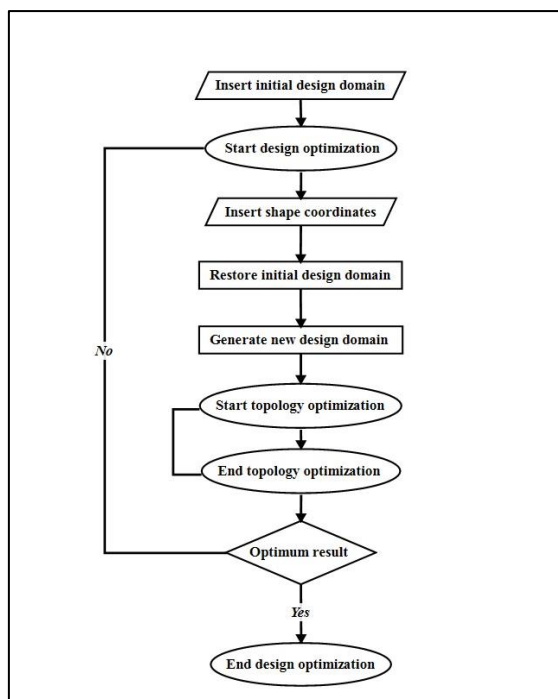 Insert initial design domain
Start design optimization
Insert shape coordinates
Restore initial design domain
Generate new design domain
No
Start topology optimization
End topology optimization
Optimum result
Yes
End design optimization